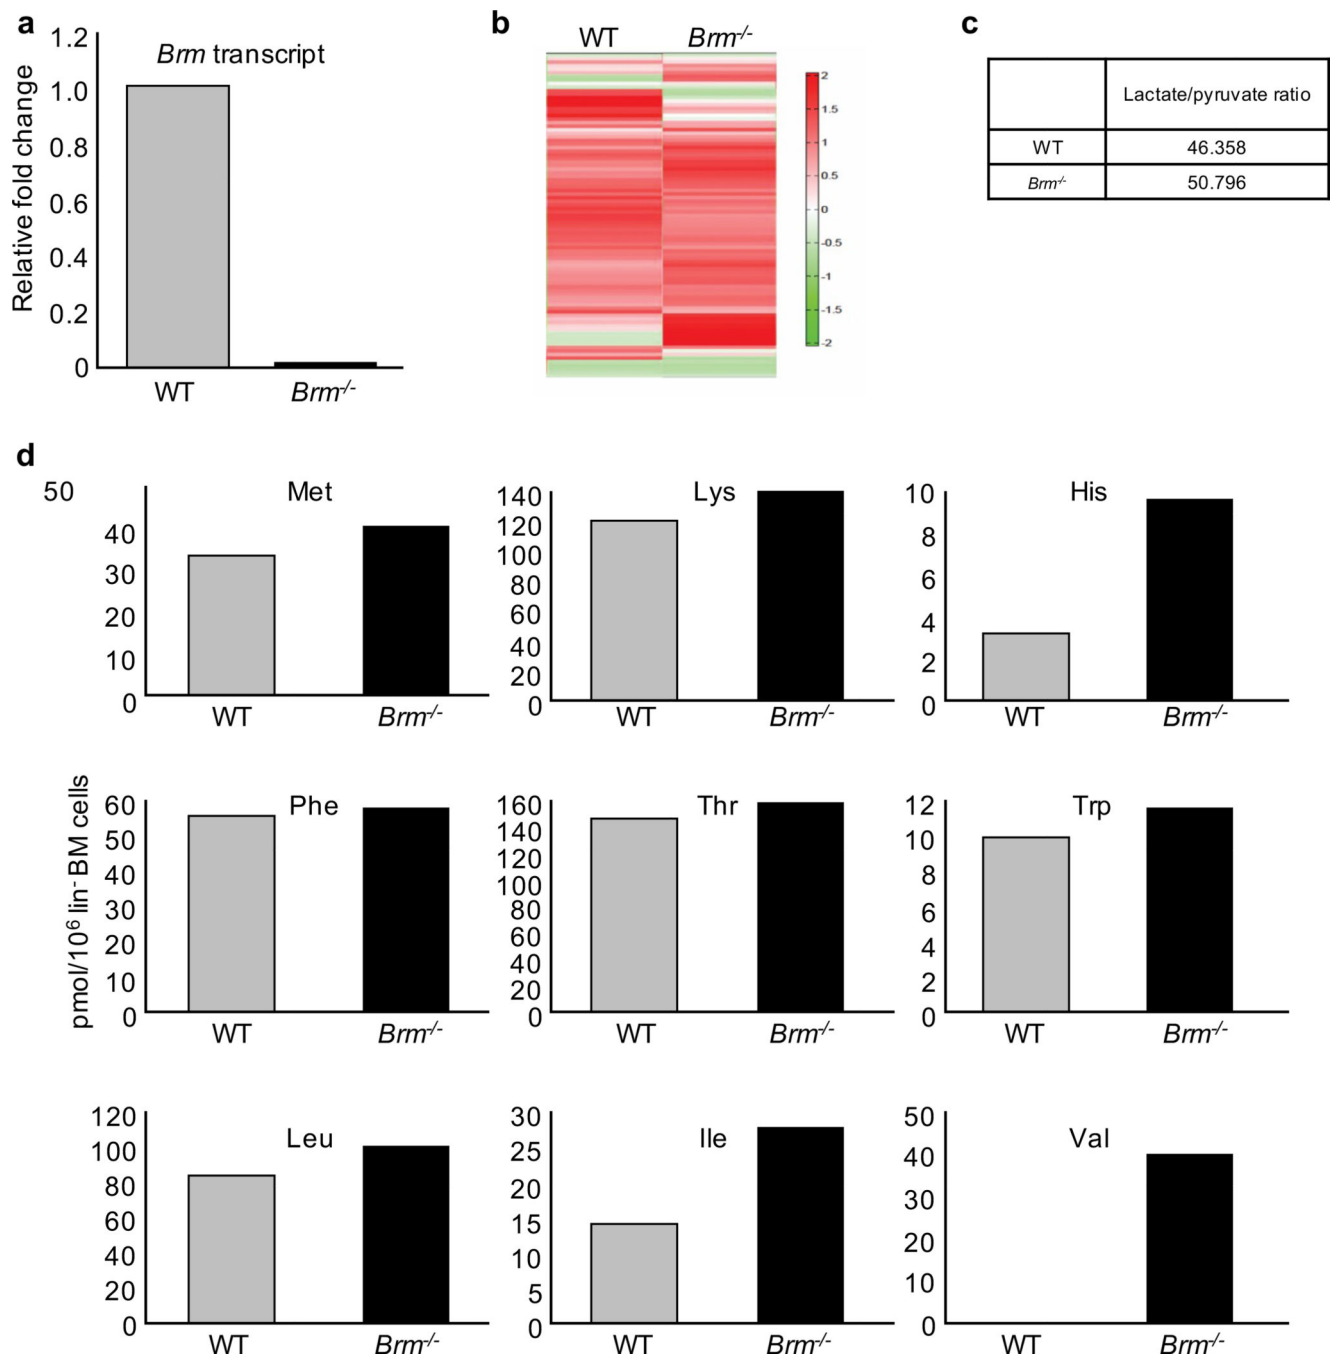 a
Brm transcript
Relative fold change
1.2
1.0
0.8
0.6
0.4
0.2
0
WT Brm-/-
b
WT Brm-/-
2
1.5
1
0.5
0
-0.5
-1
-1.5
-2
c
Lactate/pyruvate ratio
WT 46.358
Brm-/- 50.796
d
pmol/10⁶ lin⁻ BM cells
Met
50
40
30
20
10
0
WT Brm-/-
Lys
140
120
100
80
60
40
20
0
WT Brm-/-
His
10
8
6
4
2
0
WT Brm-/-
Phe
60
50
40
30
20
10
0
WT Brm-/-
Thr
160
140
120
100
80
60
40
20
0
WT Brm-/-
Trp
12
10
8
6
4
2
0
WT Brm-/-
Leu
120
100
80
60
40
20
0
WT Brm-/-
Ile
30
25
20
15
10
5
0
WT Brm-/-
Val
50
40
30
20
10
0
WT Brm-/-